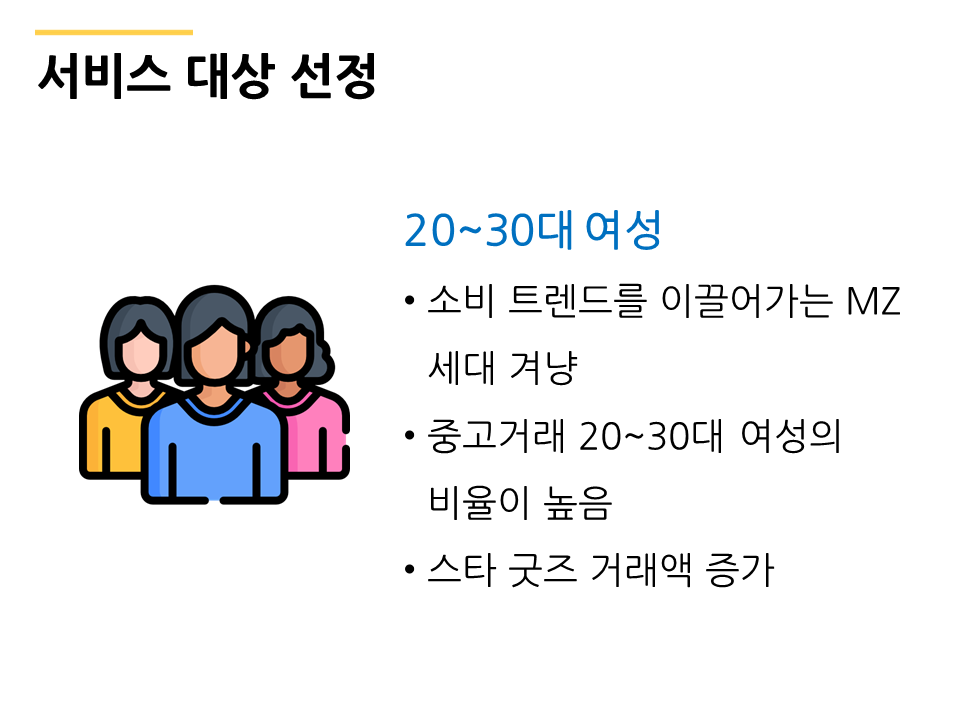 서비스 대상 선정
20~30대 여성
• 소비 트렌드를 이끌어가는 MZ
세대 겨냥
• 중고거래 20~30대 여성의
비율이 높음
• 스타 굿즈 거래액 증가